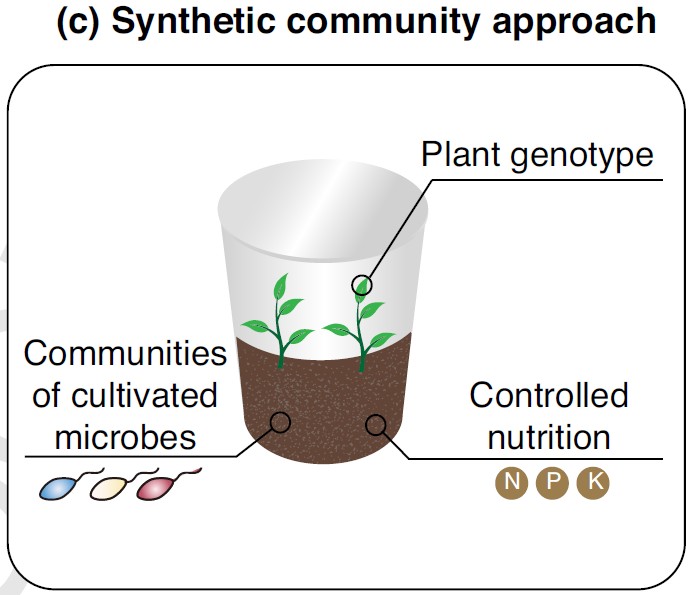 (c) Synthetic community approach
Plant genotype
Communities
of cultivated
microbes
Controlled
nutrition
N P K